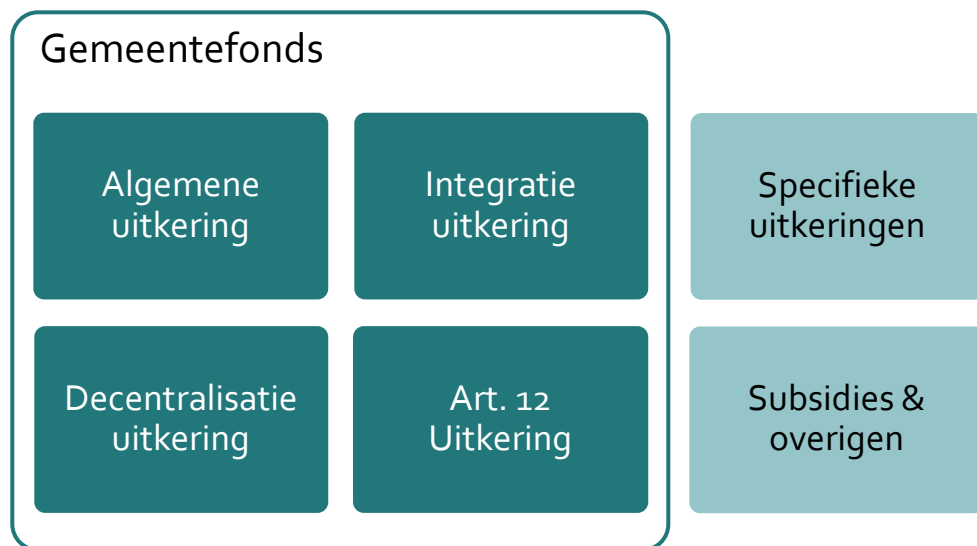 Gemeentefonds
Algemene
uitkering
Integratie
uitkering
Specifieke
uitkeringen
Decentralisatie
uitkering
Art. 12
Uitkering
Subsidies &
overigen